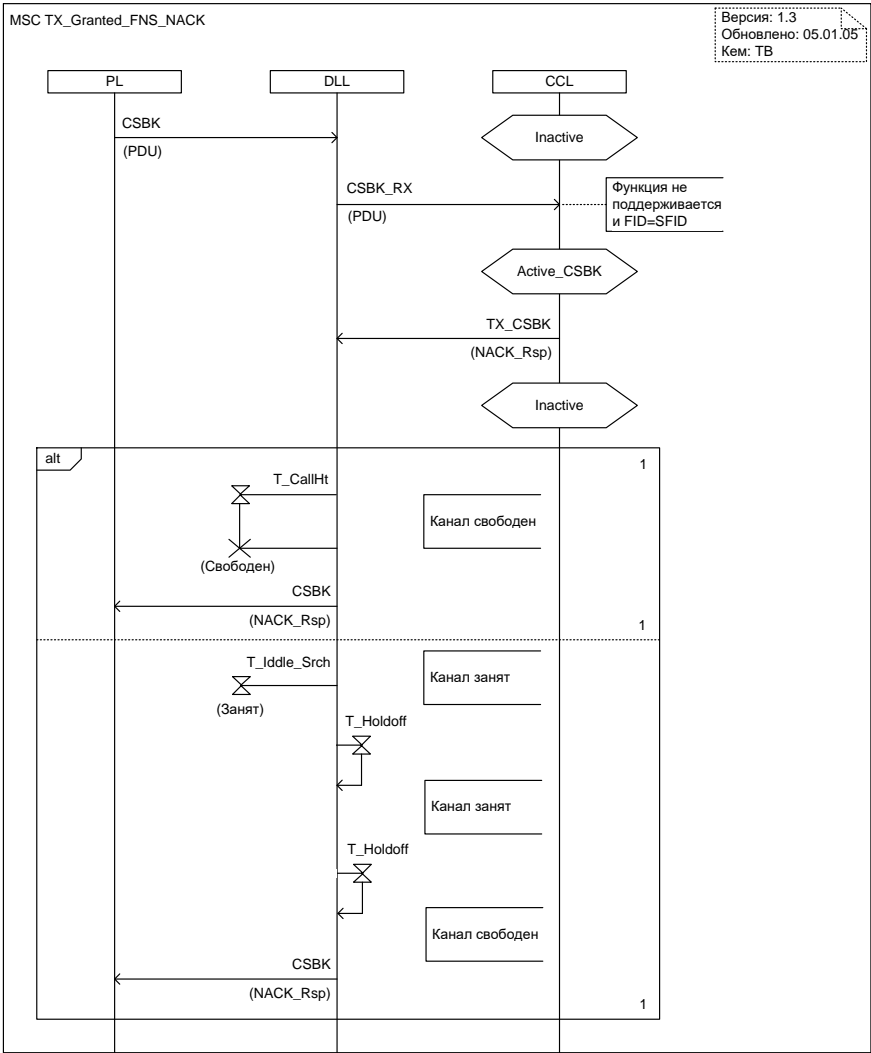 MSC TX_Granted_FNS_NACK
Версия: 1.3
Обновлено: 05.01.05
Кем: ТВ
PL
DLL
CCL
CSBK
(PDU)
Inactive
CSBK_RX
(PDU)
Функция не
поддерживается
и FID=SFID
Active_CSBK
TX_CSBK
(NACK_Rsp)
Inactive
alt
1
T_CallHt
Канал свободен
(Свободен)
CSBK
(NACK_Rsp)
1
T_Iddle_Srch
Канал занят
(Занят)
T_Holdoff
Канал занят
T_Holdoff
Канал свободен
CSBK
(NACK_Rsp)
1